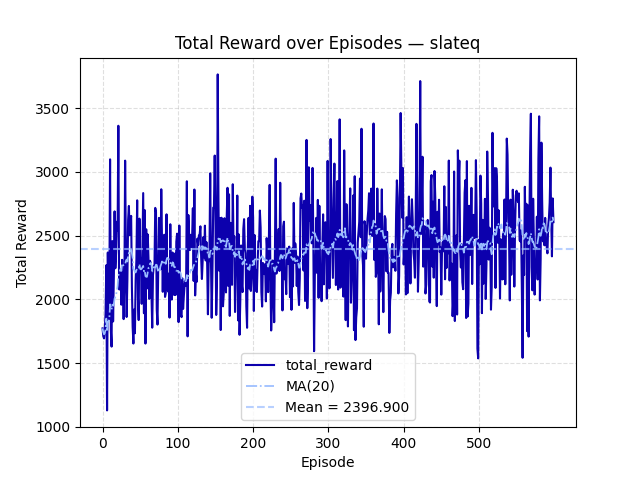 Total Reward over Episodes — slateq
Total Reward
3500
3000
2500
2000
1500
1000
total_reward
MA(20)
Mean = 2396.900
0 100 200 300 400 500
Episode